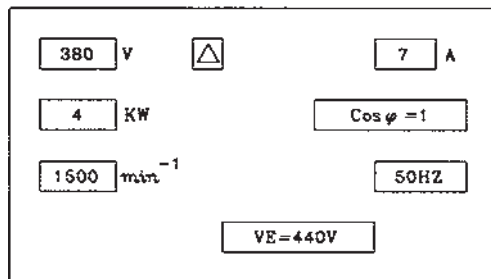 380 V △ 7 A
4 KW Cos φ =1
1500 min⁻¹ 50HZ
VE=440V